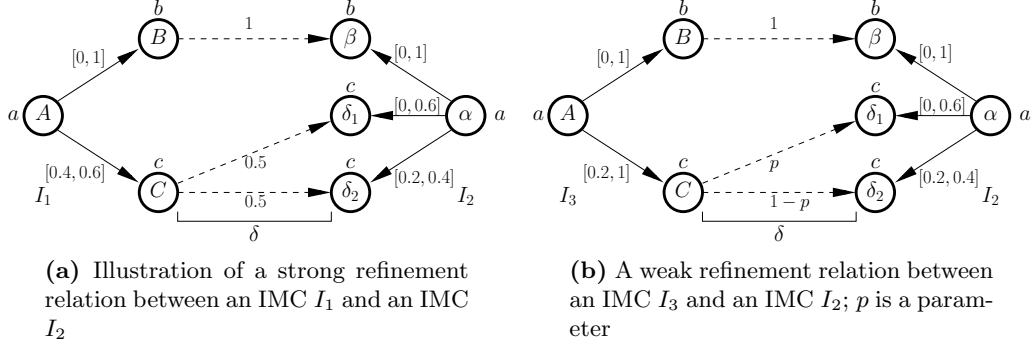 b b
B 1 β
[0, 1] [0, 1]
c
a A δ1 [0, 0.6] α a
0.5
[0.4, 0.6] c c [0.2, 0.4]
I1 C 0.5 δ2 I2
δ
(a) Illustration of a strong refinement
relation between an IMC I1 and an IMC
I2
b b
B 1 β
[0, 1] [0, 1]
c
a A δ1 [0, 0.6] α a
p
[0.2, 1] c c [0.2, 0.4]
I3 C 1 − p δ2 I2
δ
(b) A weak refinement relation between
an IMC I3 and an IMC I2; p is a param-
eter